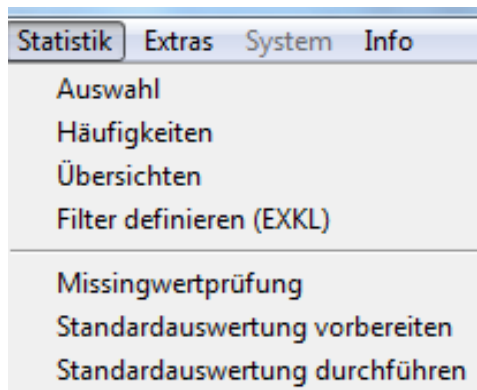 Statistik Extras System Info
Auswahl
Häufigkeiten
Übersichten
Filter definieren (EXKL)
Missingwertprüfung
Standardauswertung vorbereiten
Standardauswertung durchführen